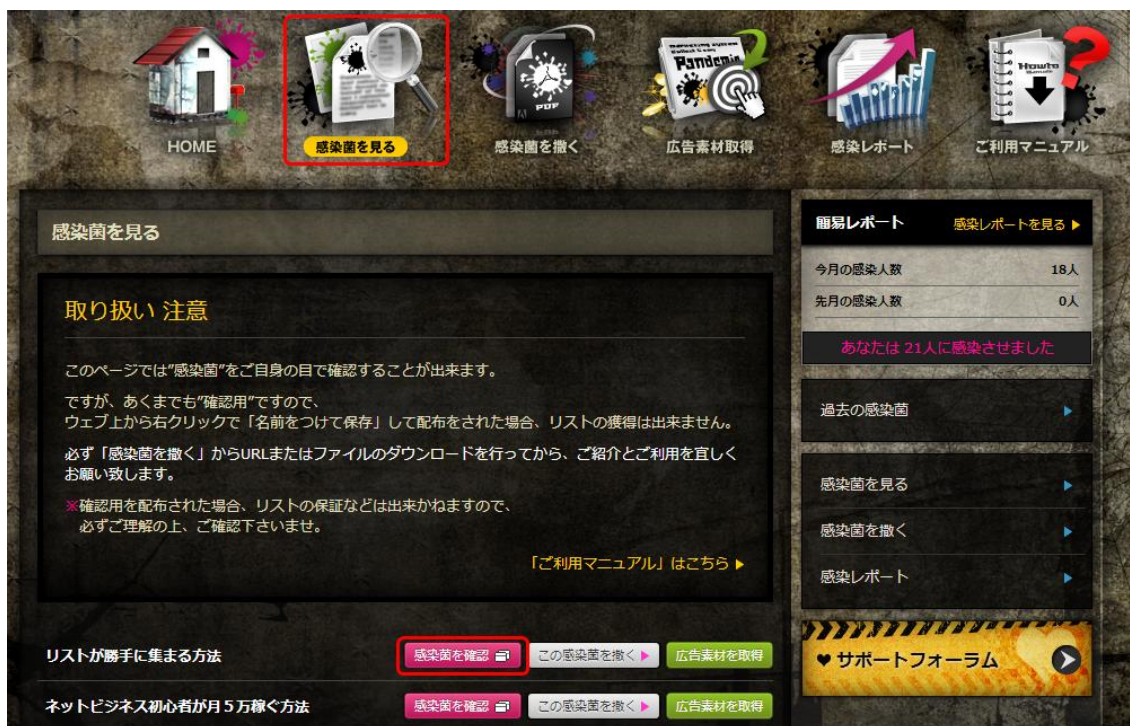 marketing system
Pandemic
PDF
Howto
HOME
感染菌を見る
感染菌を撒く
広告素材取得
感染レポート
ご利用マニュアル
感染菌を見る
取り扱い 注意
このページでは"感染菌"をご自身の目で確認することが出来ます。
ですが、あくまでも"確認用"ですので、
ウェブ上から右クリックで「名前をつけて保存」して配布をされた場合、リストの獲得は出来ません。
必ず「感染菌を撒く」からURLまたはファイルのダウンロードを行ってから、ご紹介とご利用を宜しく
お願い致します。
※確認用を配布された場合、リストの保証などは出来かねますので、
必ずご理解の上、ご確認下さいませ。
「ご利用マニュアル」はこちら
リストが勝手に集まる方法
感染菌を確認
この感染菌を撒く
広告素材を取得
ネットビジネス初心者が月5万稼ぐ方法
感染菌を確認
この感染菌を撒く
広告素材を取得
簡易レポート
感染レポートを見る
今月の感染人数 18人
先月の感染人数 0人
あなたは 21人に感染させました
過去の感染菌
感染菌を見る
感染菌を撒く
感染レポート
サポートフォーラム